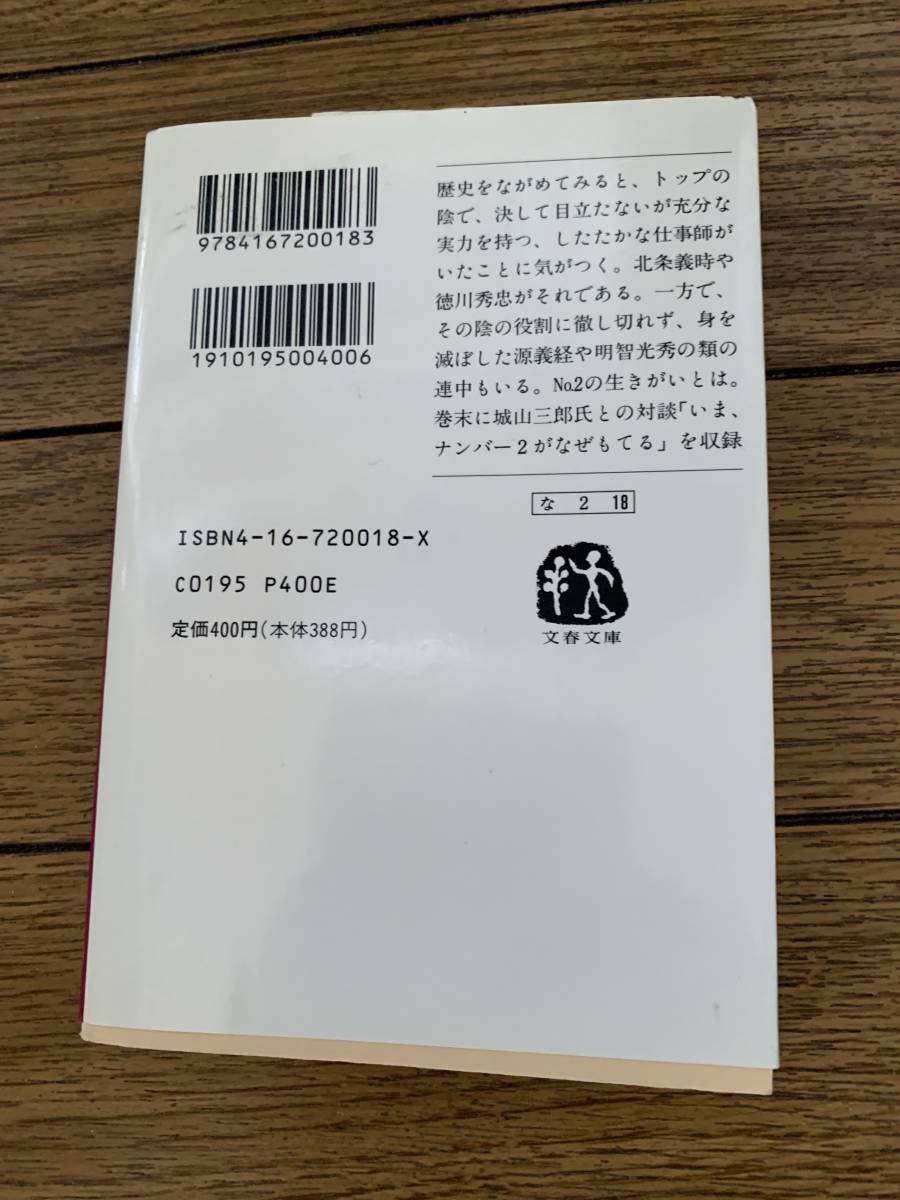 9784167200183
1910195004006
歴史をながめてみると、トップの
陰で、決して目立たないが充分な
実力を持つ、したたかな仕事師が
いたことに気がつく。北条義時や
徳川秀忠がそれである。一方で、
その陰の役割に徹し切れず、身を
滅ぼした源義経や明智光秀の類の
連中もいる。№2の生きがいとは。
巻末に城山三郎氏との対談「いま、
ナンバー2がなぜもてる」を収録
な 2 18
ISBN4-16-720018-X
C0195 P400E
定価400円(本体388円)
文春文庫